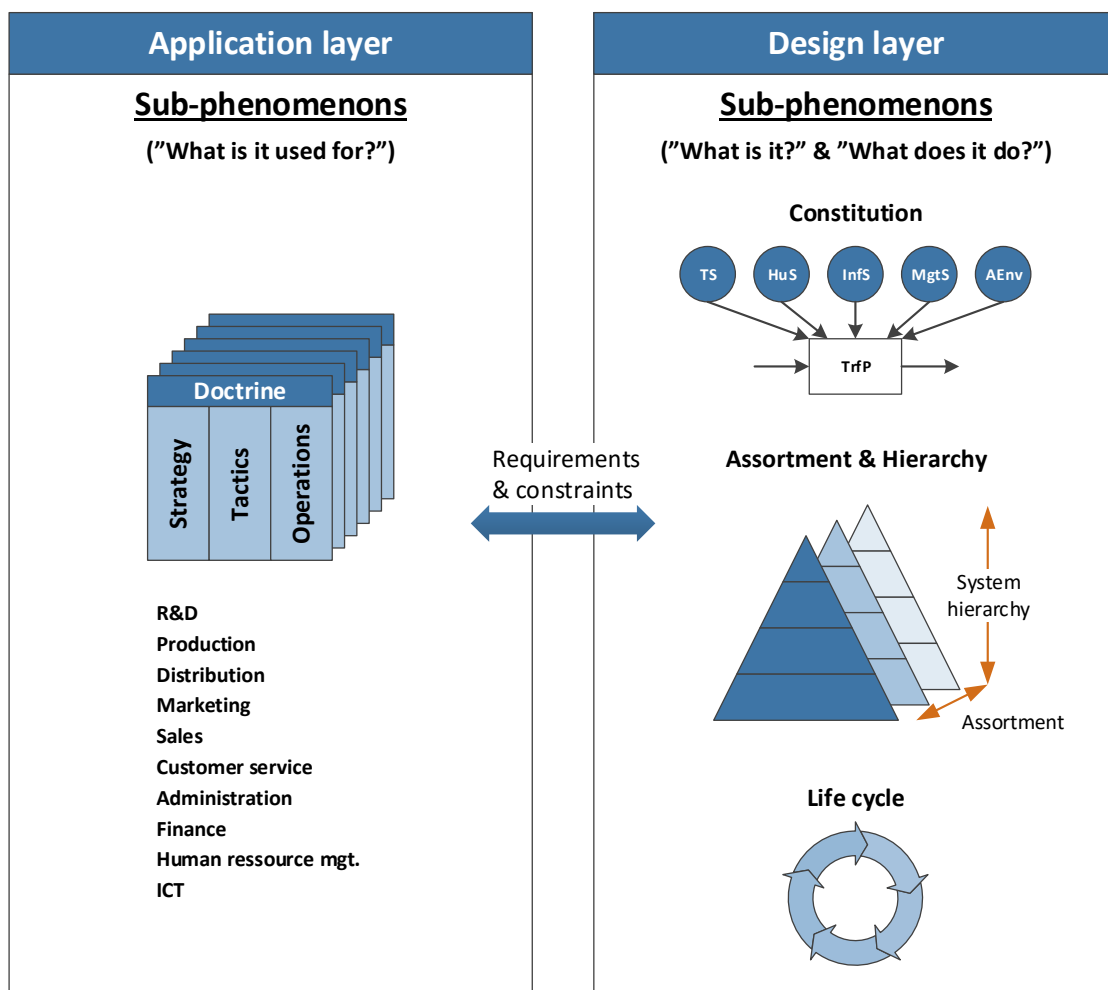 Application layer
Sub-phenomenons
(”What is it used for?”)
Doctrine
Strategy
Tactics
Operations
R&D
Production
Distribution
Marketing
Sales
Customer service
Administration
Finance
Human ressource mgt.
ICT
Requirements
& constraints
Design layer
Sub-phenomenons
(”What is it?” & ”What does it do?”)
Constitution
TS
HuS
InfS
MgtS
AEnv
TrfP
Assortment & Hierarchy
System
hierarchy
Assortment
Life cycle